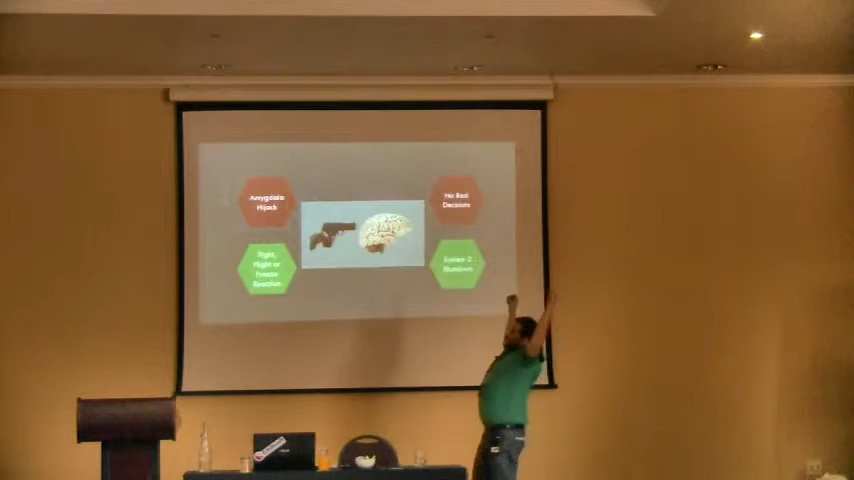 Amygdala
Hijack
No Bad
Decisions
Fight,
Flight or
Freeze
Reaction
System 2
Shutdown